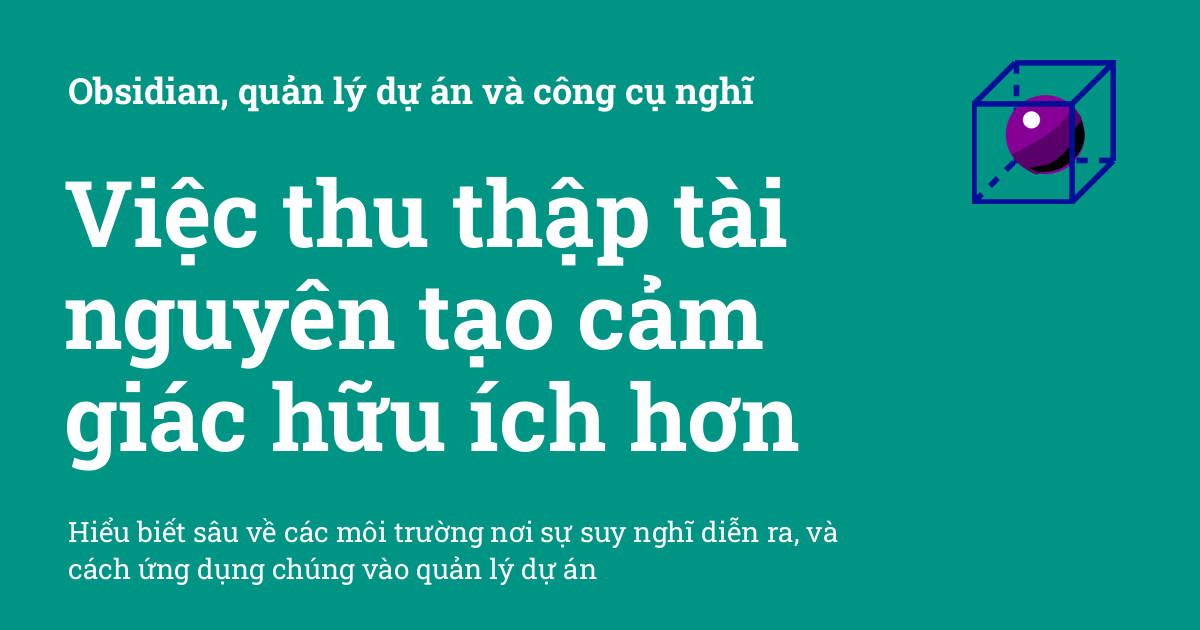 Obsidian, quản lý dự án và công cụ nghĩ
Việc thu thập tài
nguyên tạo cảm
giác hữu ích hơn
Hiểu biết sâu về các môi trường nơi sự suy nghĩ diễn ra, và
cách ứng dụng chúng vào quản lý dự án